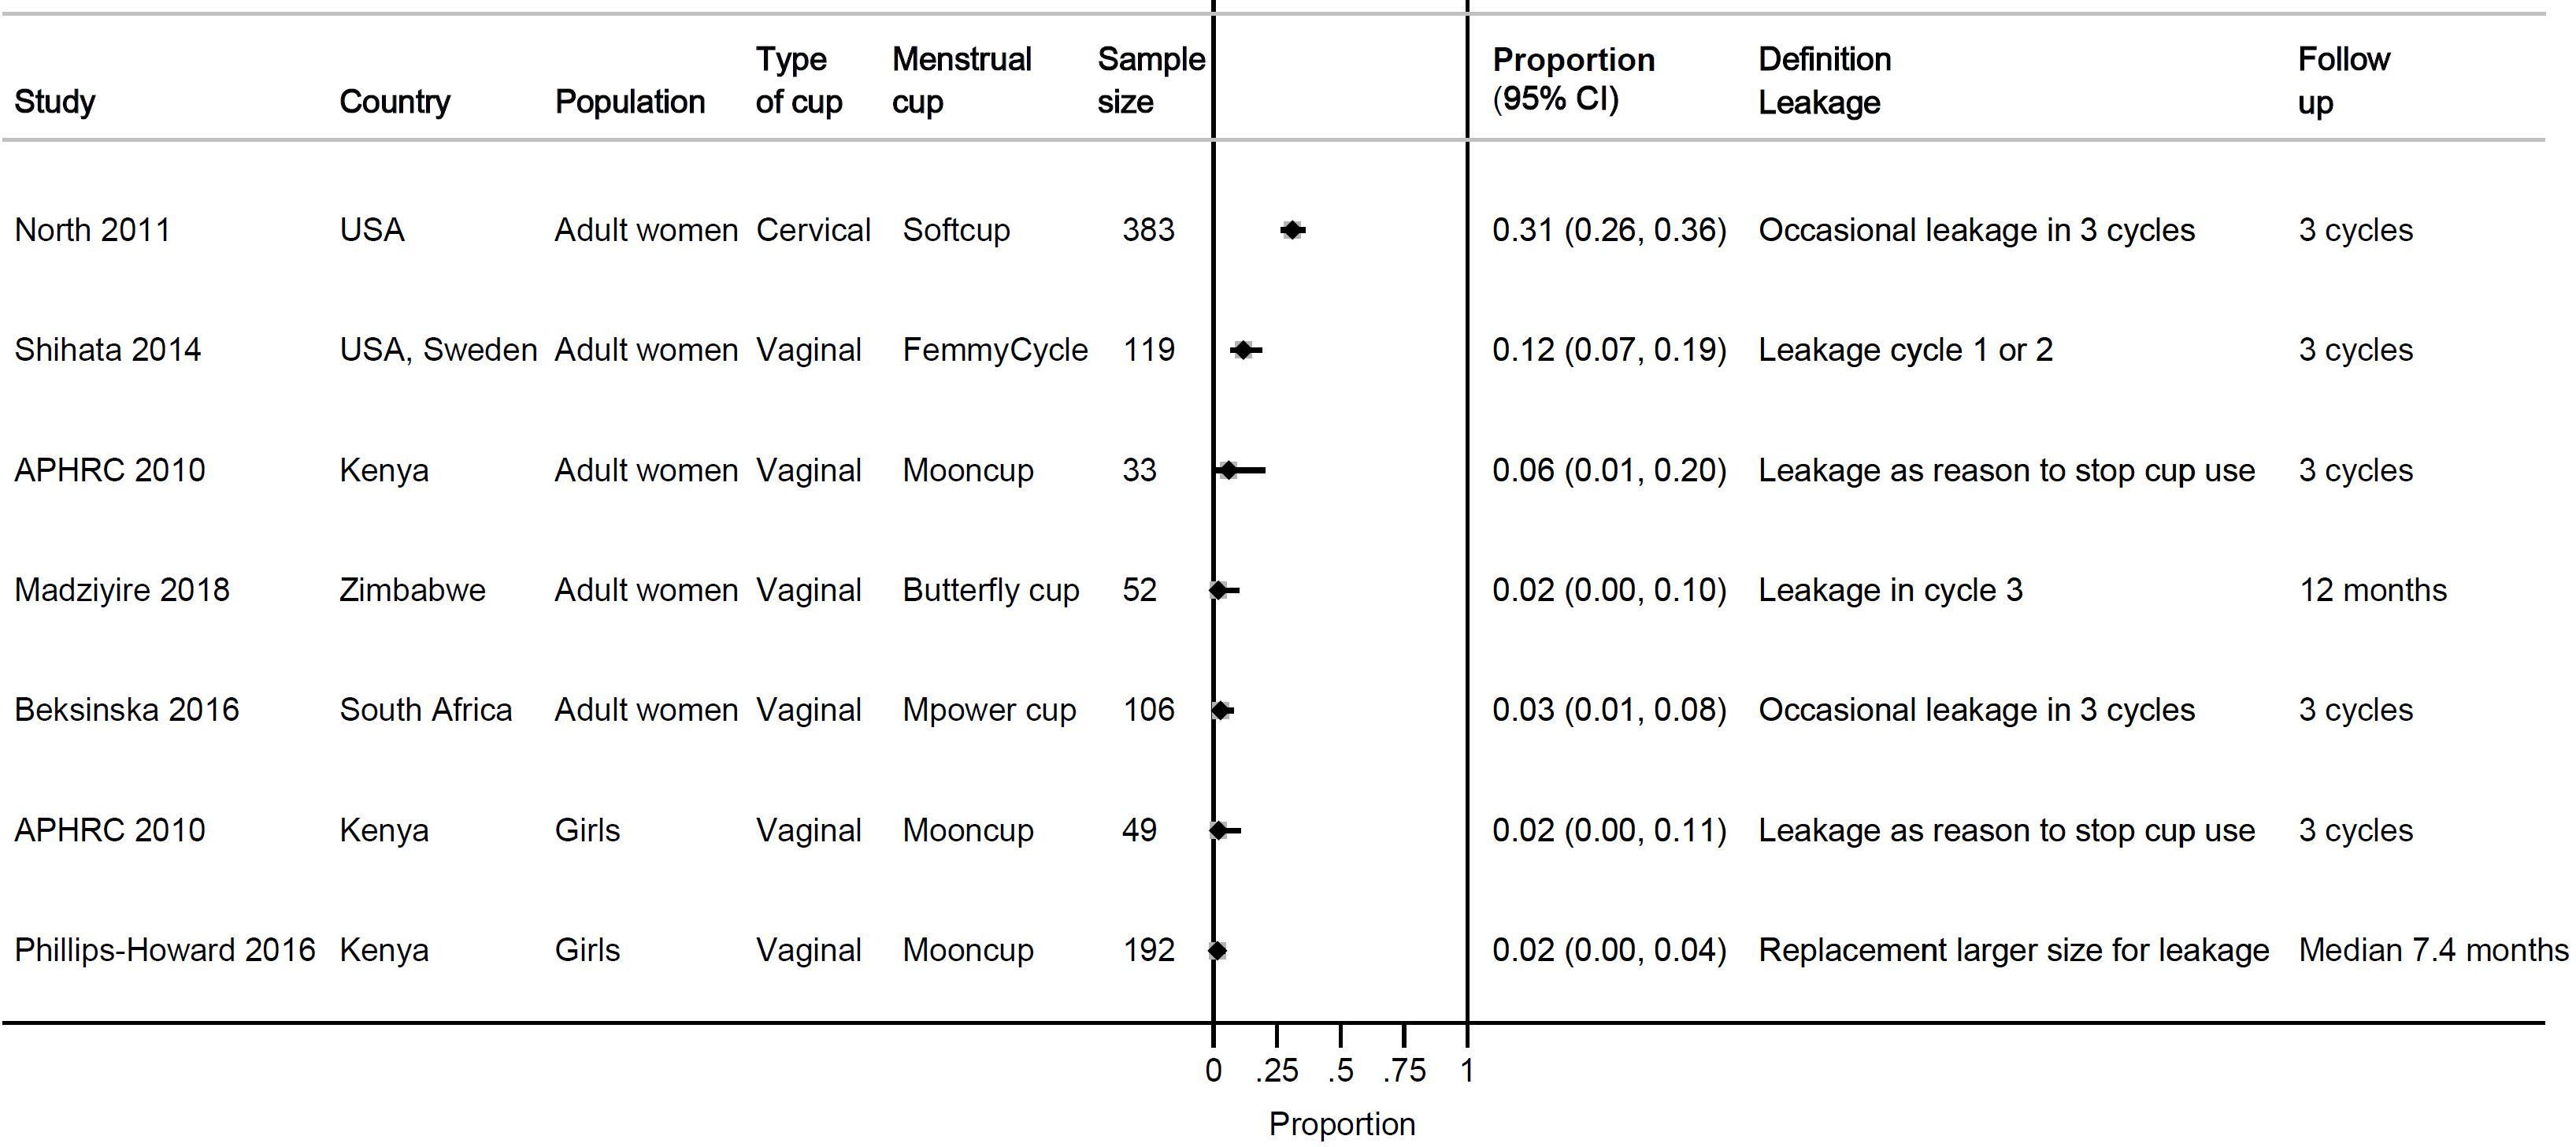 Study Country Population Type of cup Menstrual cup Sample size Proportion (95% CI) Definition Leakage Follow up
North 2011 USA Adult women Cervical Softcup 383 0.31 (0.26, 0.36) Occasional leakage in 3 cycles 3 cycles
Shihata 2014 USA, Sweden Adult women Vaginal FemmyCycle 119 0.12 (0.07, 0.19) Leakage cycle 1 or 2 3 cycles
APHRC 2010 Kenya Adult women Vaginal Mooncup 33 0.06 (0.01, 0.20) Leakage as reason to stop cup use 3 cycles
Madziyire 2018 Zimbabwe Adult women Vaginal Butterfly cup 52 0.02 (0.00, 0.10) Leakage in cycle 3 12 months
Beksinska 2016 South Africa Adult women Vaginal Mpower cup 106 0.03 (0.01, 0.08) Occasional leakage in 3 cycles 3 cycles
APHRC 2010 Kenya Girls Vaginal Mooncup 49 0.02 (0.00, 0.11) Leakage as reason to stop cup use 3 cycles
Phillips-Howard 2016 Kenya Girls Vaginal Mooncup 192 0.02 (0.00, 0.04) Replacement larger size for leakage Median 7.4 months
0 .25 .5 .75 1
Proportion